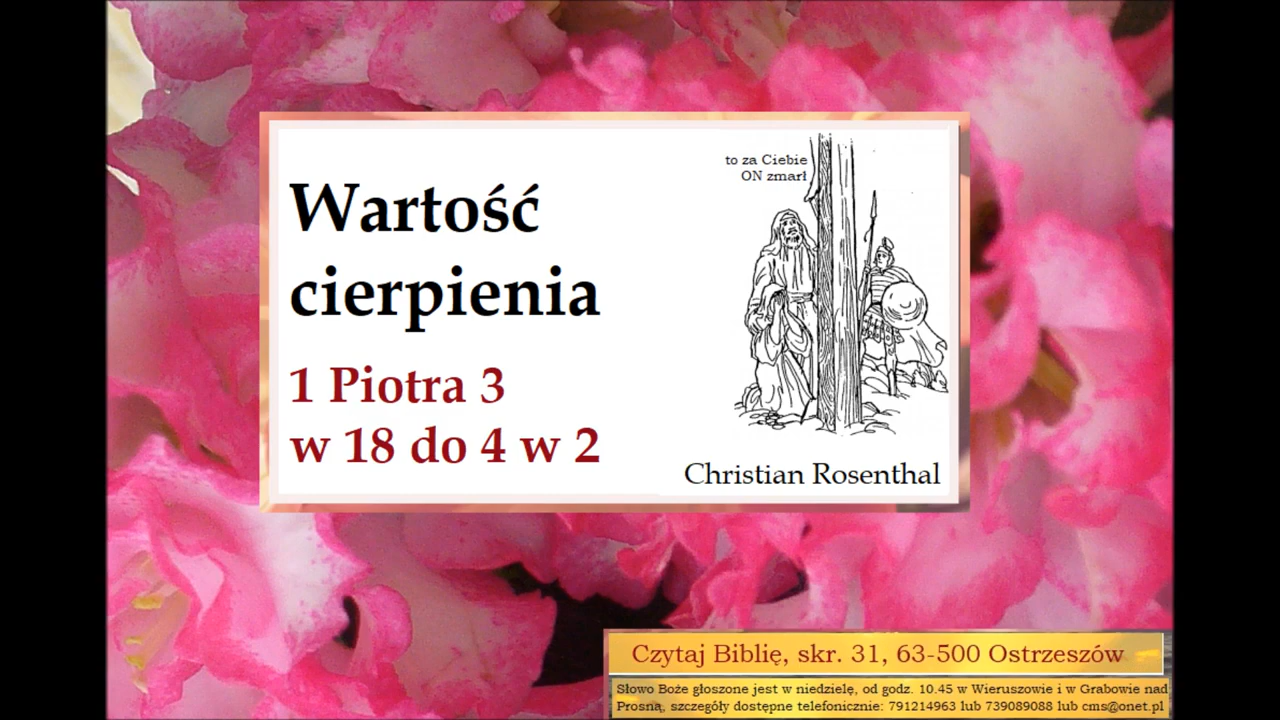 Wartość
cierpienia
1 Piotra 3
w 18 do 4 w 2
to za Ciebie
ON zmarł
Christian Rosenthal
Czytaj Biblię, skr. 31, 63-500 Ostrzeszów
Słowo Boże głoszone jest w niedzielę, od godz. 10.45 w Wieruszowie i w Grabowie nad
Prosną, szczegóły dostępne telefonicznie: 791214963 lub 739089088 lub cms@onet.pl